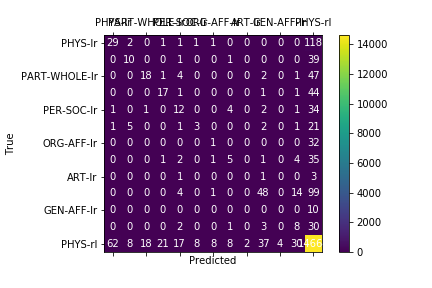 PHYS-rl
PHYS-lr 29 2 0 1 1 1 1 0 0 0 0 0 118
0 10 0 0 1 0 0 1 0 0 0 0 39
PART-WHOLE-lr 0 0 18 1 4 0 0 0 0 2 0 1 47
0 0 0 17 1 0 0 0 0 1 0 1 44
PER-SOC-lr 1 0 1 0 12 0 0 4 0 2 0 1 34
1 5 0 0 1 3 0 0 0 2 0 1 21
ORG-AFF-lr 0 0 0 0 0 0 1 0 0 0 0 0 32
0 0 0 1 2 0 1 5 0 1 0 4 35
ART-lr 0 0 0 0 1 0 0 0 0 1 0 0 3
0 0 0 0 4 0 1 0 0 48 0 14 99
GEN-AFF-lr 0 0 0 0 0 0 0 0 0 0 0 0 10
0 0 0 0 2 0 0 1 0 3 0 8 30
PHYS-rl 62 8 18 21 17 8 8 8 2 37 4 30
True
Predicted
14000
12000
10000
8000
6000
4000
2000
0